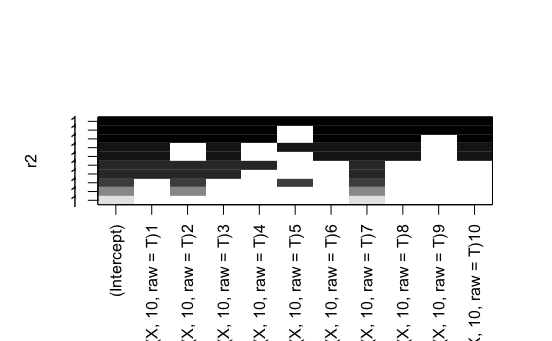 r2
(Intercept)
(X, 10, raw = T)1
(X, 10, raw = T)2
(X, 10, raw = T)3
(X, 10, raw = T)4
(X, 10, raw = T)5
(X, 10, raw = T)6
(X, 10, raw = T)7
(X, 10, raw = T)8
(X, 10, raw = T)9
X, 10, raw = T)10